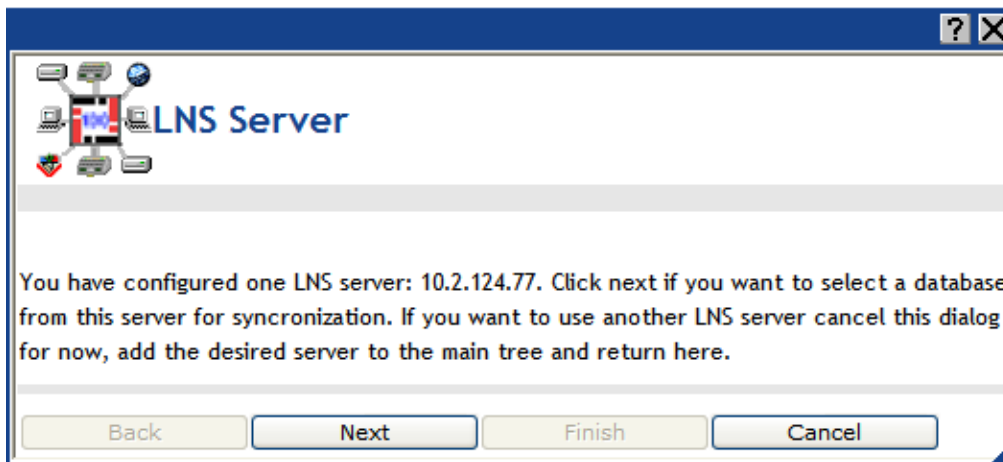 ?
100
LNS Server
You have configured one LNS server: 10.2.124.77. Click next if you want to select a database
from this server for syncronization. If you want to use another LNS server cancel this dialog
for now, add the desired server to the main tree and return here.
Back Next Finish Cancel